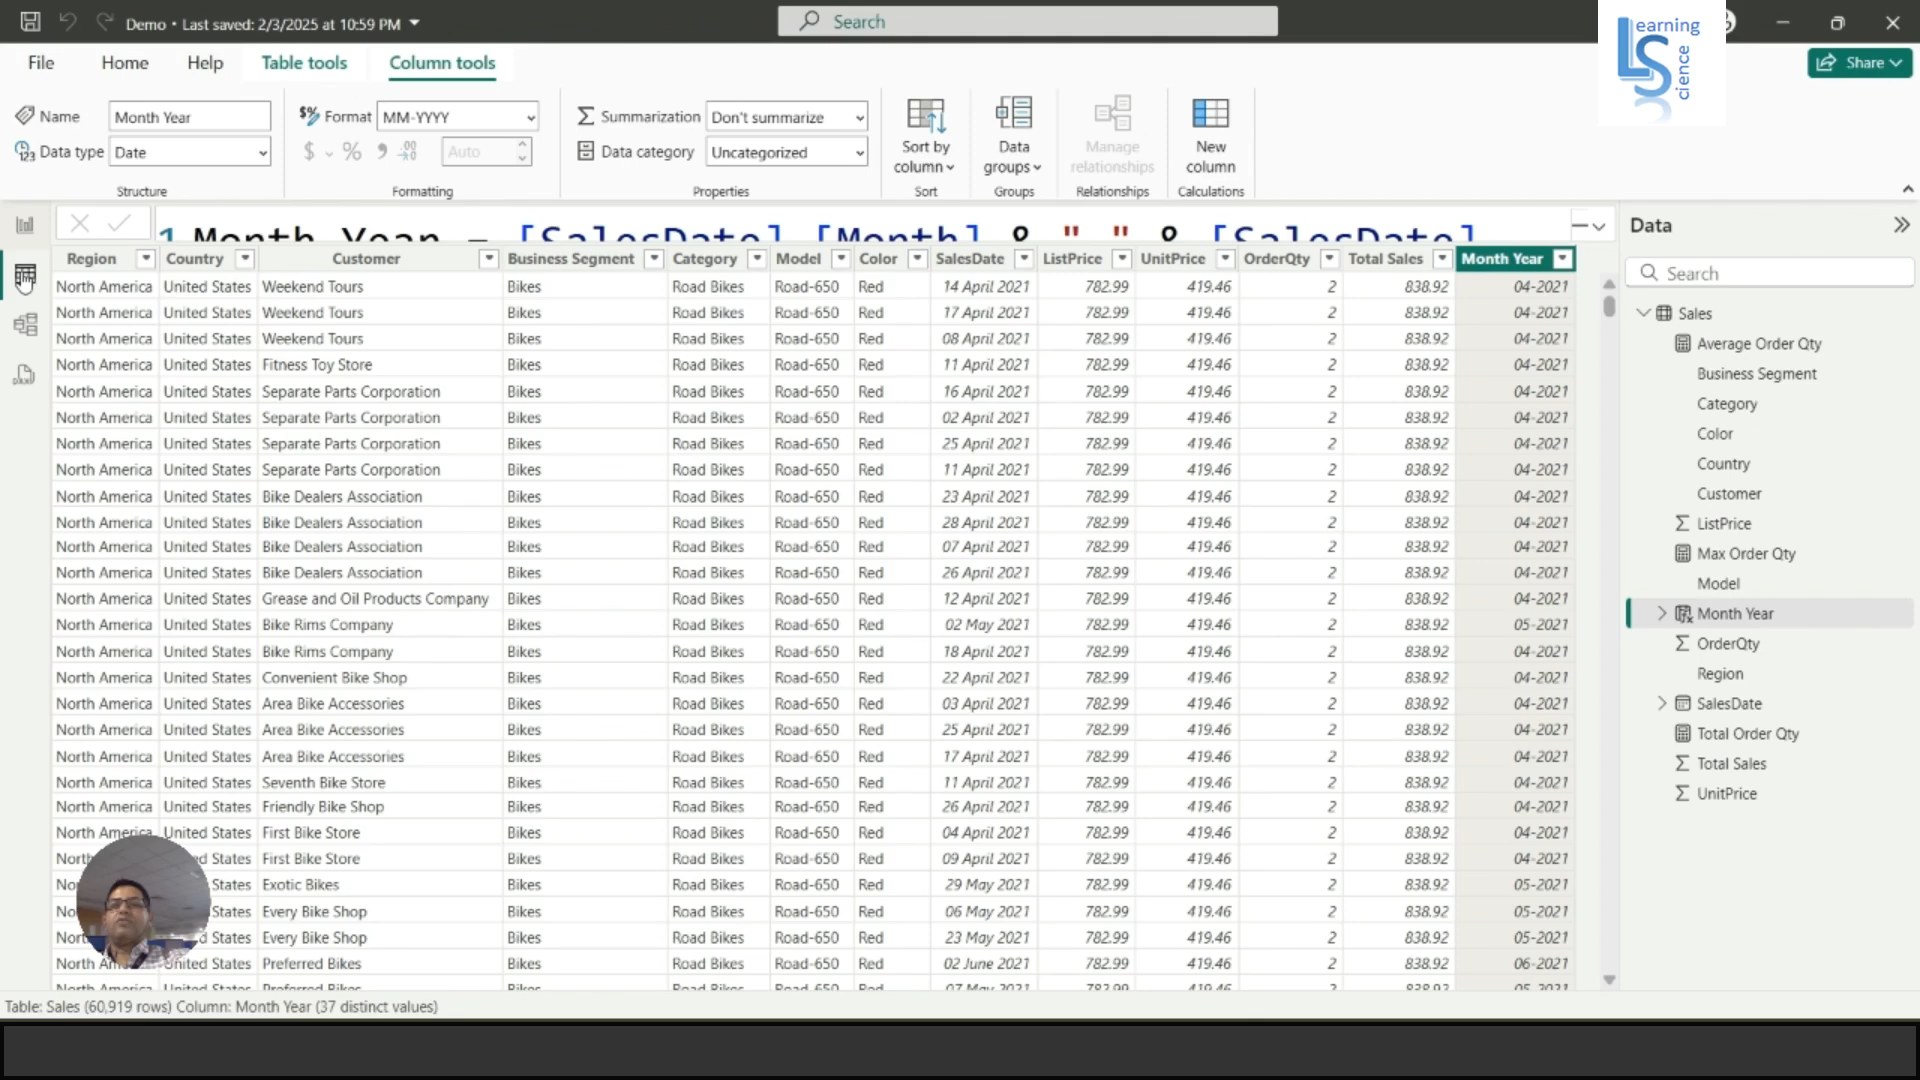 Demo • Last saved: 2/3/2025 at 10:59 PM
Search
Learning
Science
File Home Help Table tools Column tools
Share
Name Month Year
Format MM-YYYY
Summarization Don't summarize
Data type Date
$ % 9 .00 Auto
Data category Uncategorized
Sort by column
Data groups
Manage relationships
New column
Structure Formatting Properties Sort Groups Relationships Calculations
1 Month Year = [SalesDate].[Month] & " " & [SalesDate]
Region Country Customer Business Segment Category Model Color SalesDate ListPrice UnitPrice OrderQty Total Sales Month Year
North America United States Weekend Tours Bikes Road Bikes Road-650 Red 14 April 2021 782.99 419.46 2 838.92 04-2021
North America United States Weekend Tours Bikes Road Bikes Road-650 Red 17 April 2021 782.99 419.46 2 838.92 04-2021
North America United States Weekend Tours Bikes Road Bikes Road-650 Red 08 April 2021 782.99 419.46 2 838.92 04-2021
North America United States Fitness Toy Store Bikes Road Bikes Road-650 Red 11 April 2021 782.99 419.46 2 838.92 04-2021
North America United States Separate Parts Corporation Bikes Road Bikes Road-650 Red 16 April 2021 782.99 419.46 2 838.92 04-2021
North America United States Separate Parts Corporation Bikes Road Bikes Road-650 Red 02 April 2021 782.99 419.46 2 838.92 04-2021
North America United States Separate Parts Corporation Bikes Road Bikes Road-650 Red 25 April 2021 782.99 419.46 2 838.92 04-2021
North America United States Separate Parts Corporation Bikes Road Bikes Road-650 Red 11 April 2021 782.99 419.46 2 838.92 04-2021
North America United States Bike Dealers Association Bikes Road Bikes Road-650 Red 23 April 2021 782.99 419.46 2 838.92 04-2021
North America United States Bike Dealers Association Bikes Road Bikes Road-650 Red 28 April 2021 782.99 419.46 2 838.92 04-2021
North America United States Bike Dealers Association Bikes Road Bikes Road-650 Red 07 April 2021 782.99 419.46 2 838.92 04-2021
North America United States Bike Dealers Association Bikes Road Bikes Road-650 Red 26 April 2021 782.99 419.46 2 838.92 04-2021
North America United States Grease and Oil Products Company Bikes Road Bikes Road-650 Red 12 April 2021 782.99 419.46 2 838.92 04-2021
North America United States Bike Rims Company Bikes Road Bikes Road-650 Red 02 May 2021 782.99 419.46 2 838.92 05-2021
North America United States Bike Rims Company Bikes Road Bikes Road-650 Red 18 April 2021 782.99 419.46 2 838.92 04-2021
North America United States Convenient Bike Shop Bikes Road Bikes Road-650 Red 22 April 2021 782.99 419.46 2 838.92 04-2021
North America United States Area Bike Accessories Bikes Road Bikes Road-650 Red 03 April 2021 782.99 419.46 2 838.92 04-2021
North America United States Area Bike Accessories Bikes Road Bikes Road-650 Red 25 April 2021 782.99 419.46 2 838.92 04-2021
North America United States Area Bike Accessories Bikes Road Bikes Road-650 Red 17 April 2021 782.99 419.46 2 838.92 04-2021
North America United States Seventh Bike Store Bikes Road Bikes Road-650 Red 11 April 2021 782.99 419.46 2 838.92 04-2021
North America United States Friendly Bike Shop Bikes Road Bikes Road-650 Red 26 April 2021 782.99 419.46 2 838.92 04-2021
North America United States First Bike Store Bikes Road Bikes Road-650 Red 04 April 2021 782.99 419.46 2 838.92 04-2021
North States First Bike Store Bikes Road Bikes Road-650 Red 09 April 2021 782.99 419.46 2 838.92 04-2021
States Exotic Bikes Bikes Road Bikes Road-650 Red 29 May 2021 782.99 419.46 2 838.92 05-2021
States Every Bike Shop Bikes Road Bikes Road-650 Red 06 May 2021 782.99 419.46 2 838.92 05-2021
States Every Bike Shop Bikes Road Bikes Road-650 Red 23 May 2021 782.99 419.46 2 838.92 05-2021
North United States Preferred Bikes Bikes Road Bikes Road-650 Red 02 June 2021 782.99 419.46 2 838.92 06-2021
North America United States Preferred Bikes Bikes Road Bikes Road-650 Red 07 May 2021 782.99 419.46 2 838.92 05-2021
Table: Sales (60,919 rows) Column: Month Year (37 distinct values)
Data
Search
Sales
Average Order Qty
Business Segment
Category
Color
Country
Customer
ListPrice
Max Order Qty
Model
Month Year
OrderQty
Region
SalesDate
Total Order Qty
Total Sales
UnitPrice